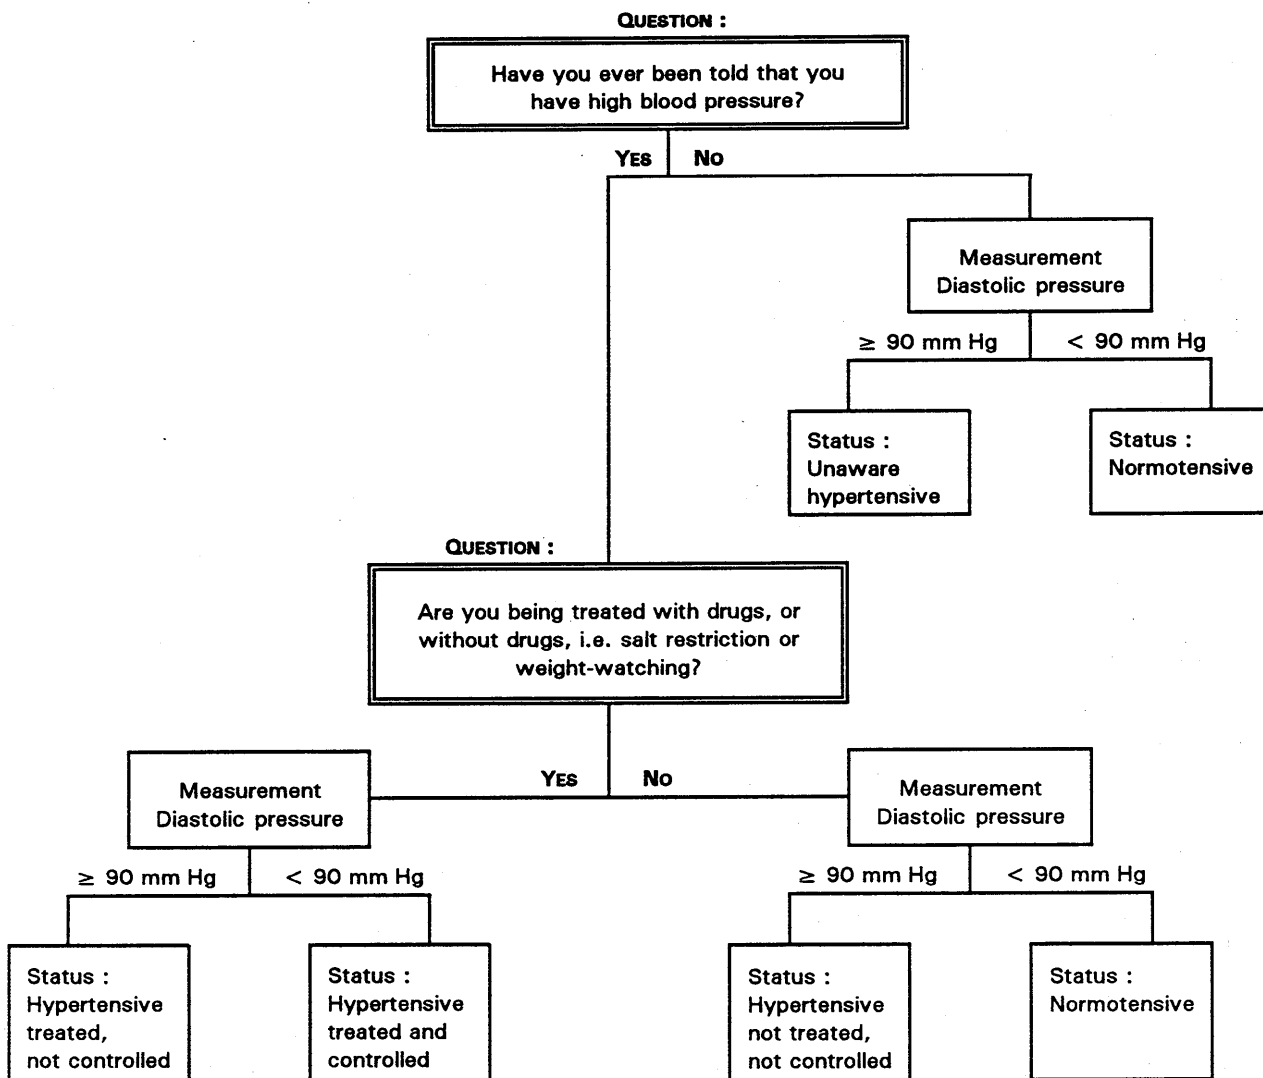 QUESTION :
Have you ever been told that you
have high blood pressure?
YES NO
Measurement
Diastolic pressure
≥ 90 mm Hg < 90 mm Hg
Status :
Unaware
hypertensive
Status :
Normotensive
QUESTION :
Are you being treated with drugs, or
without drugs, i.e. salt restriction or
weight-watching?
YES NO
Measurement
Diastolic pressure
≥ 90 mm Hg < 90 mm Hg
Status :
Hypertensive
treated,
not controlled
Status :
Hypertensive
treated and
controlled
Measurement
Diastolic pressure
≥ 90 mm Hg < 90 mm Hg
Status :
Hypertensive
not treated,
not controlled
Status :
Normotensive